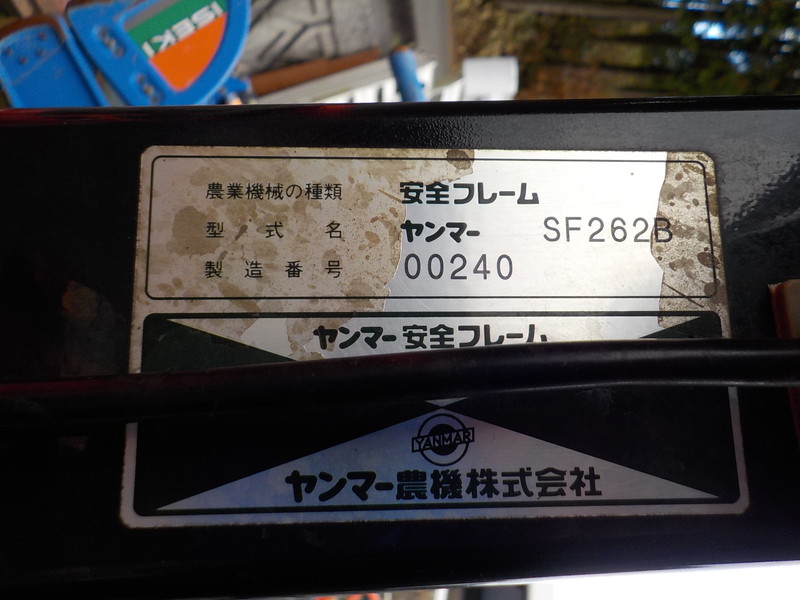 ISEKI
農業機械の種類 安全フレーム
型式名 ヤンマー SF262B
製造番号 00240
ヤンマー安全フレーム
YANMAR
ヤンマー農機株式会社